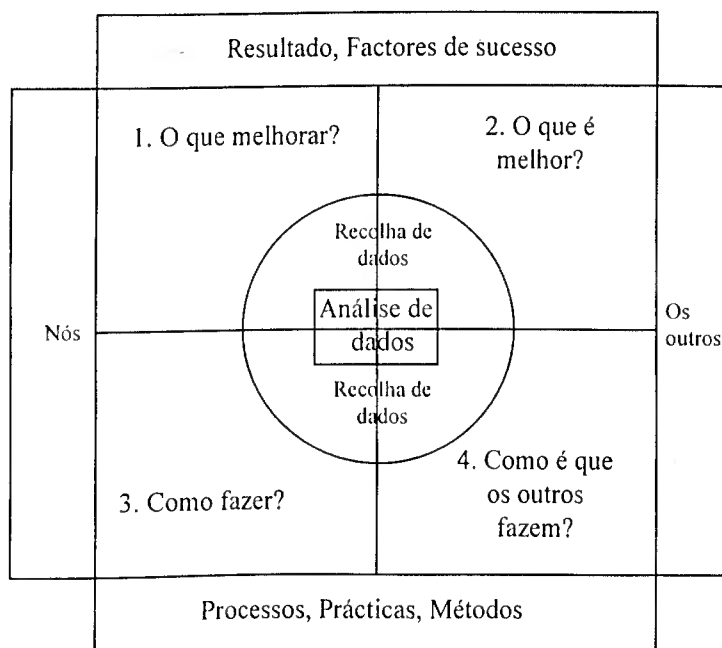 Resultado, Factores de sucesso
1. O que melhorar?
2. O que é
melhor?
Recolha de
dados
Nós
Análise de
dados
Os
outros
Recolha de
dados
3. Como fazer?
4. Como é que
os outros
fazem?
Processos, Prácticas, Métodos